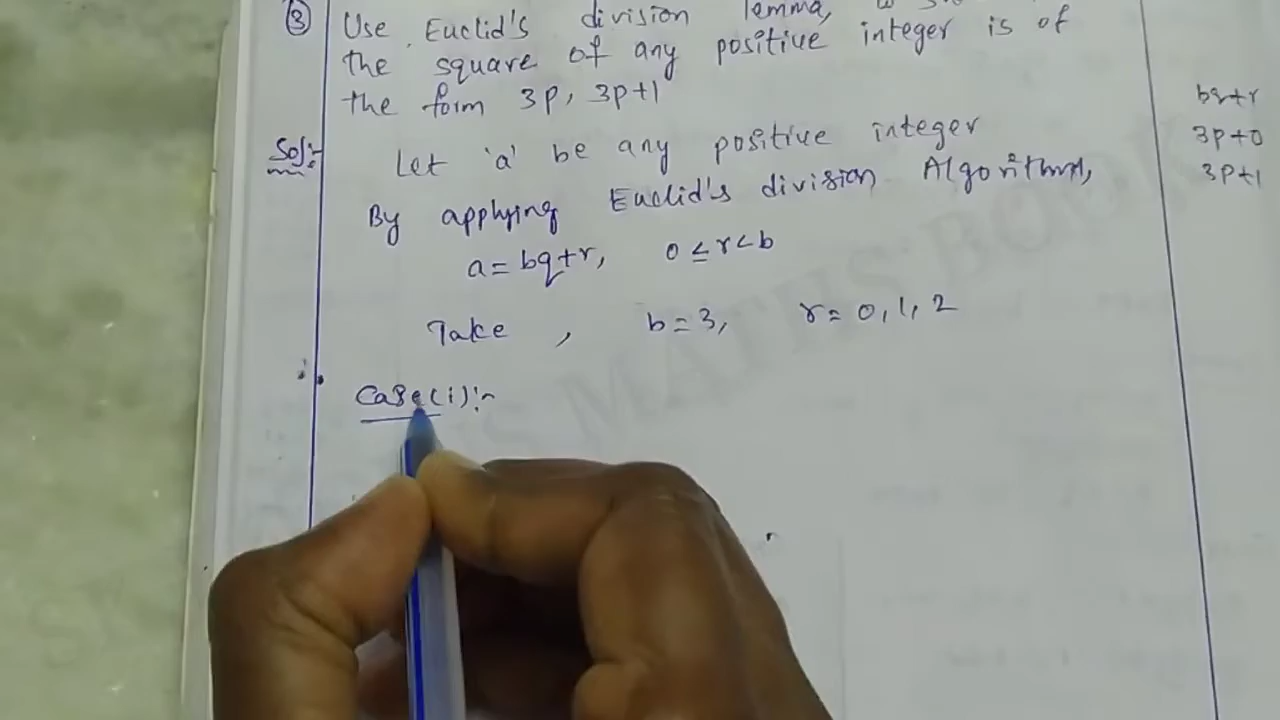 ③ Use Euclid's division lemma, to
the square of any positive integer is of
the form 3p, 3p+1
bq+r
3p+0
3p+1
Sol:- Let 'a' be any positive integer
By applying Euclid's division Algorithm,
a = bq+r, 0 ≤ r < b
Take , b = 3, r = 0, 1, 2
Case(i):-